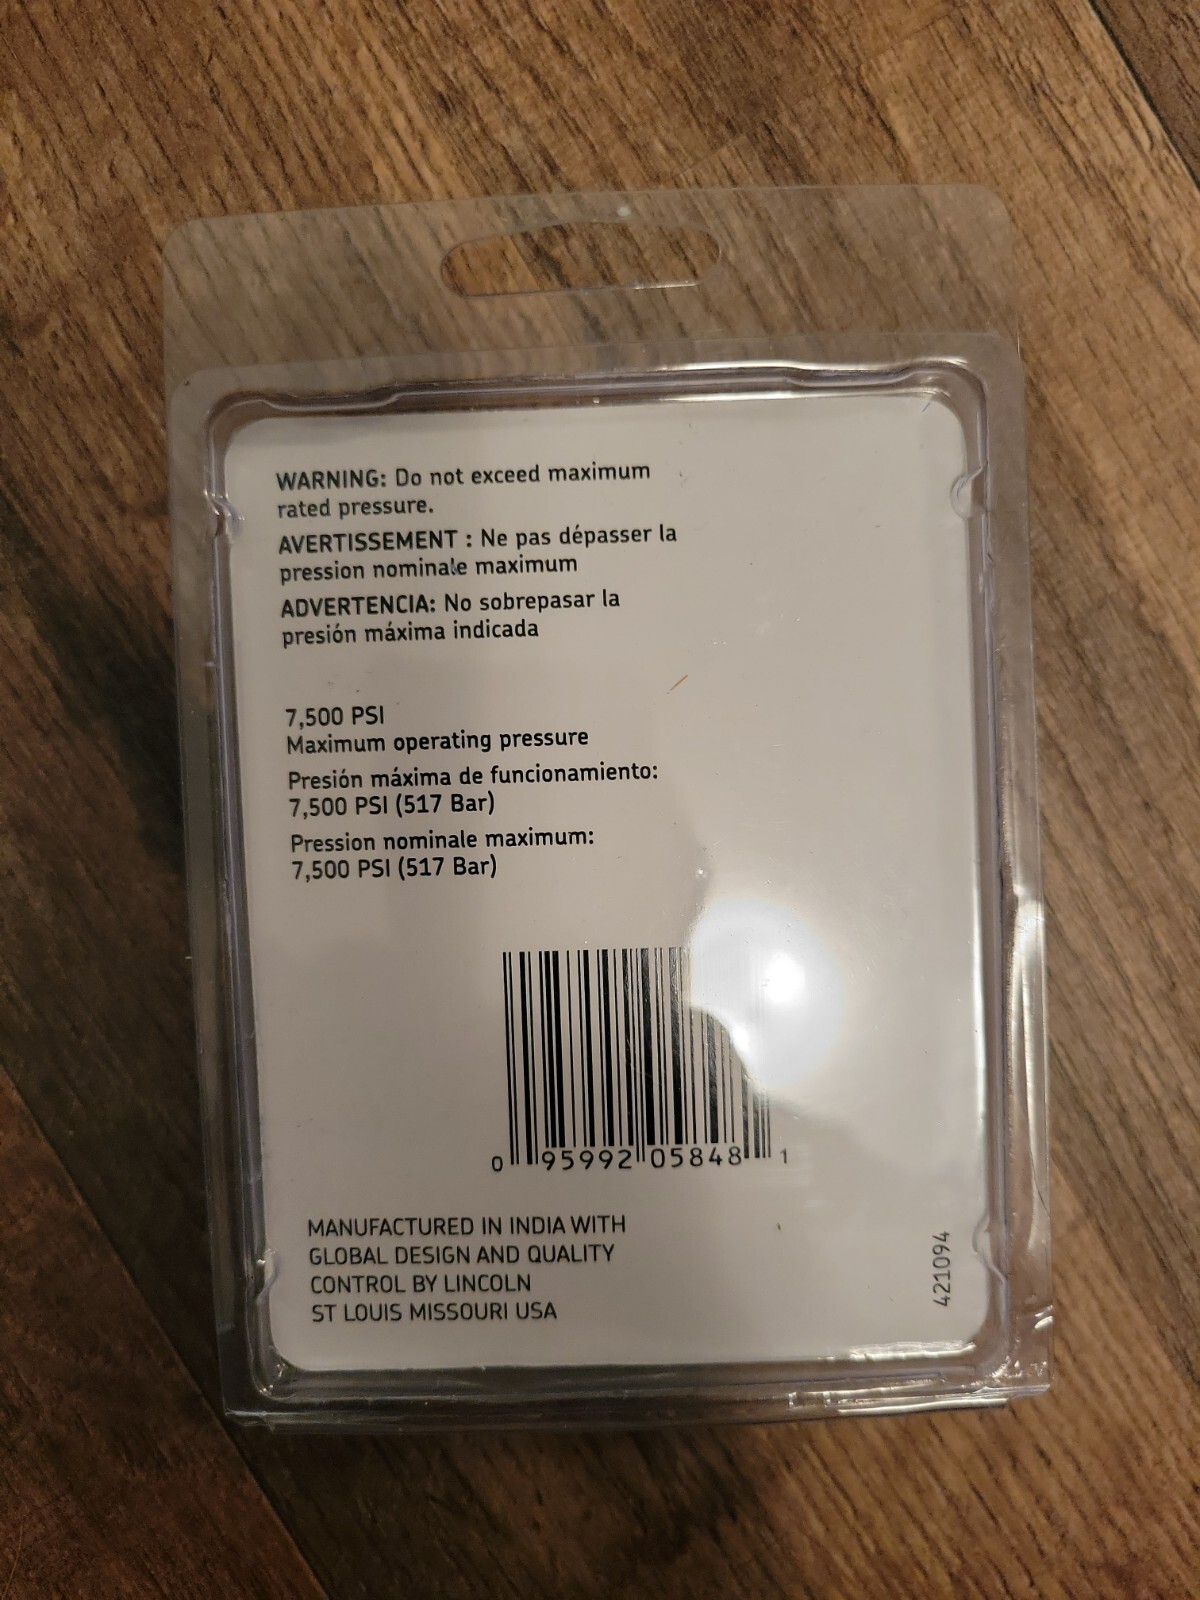 WARNING: Do not exceed maximum
rated pressure.
AVERTISSEMENT : Ne pas dépasser la
pression nominale maximum
ADVERTENCIA: No sobrepasar la
presión máxima indicada
7,500 PSI
Maximum operating pressure
Presión máxima de funcionamiento:
7,500 PSI (517 Bar)
Pression nominale maximum:
7,500 PSI (517 Bar)
0 95992 05848 1
MANUFACTURED IN INDIA WITH
GLOBAL DESIGN AND QUALITY
CONTROL BY LINCOLN
ST LOUIS MISSOURI USA
421094